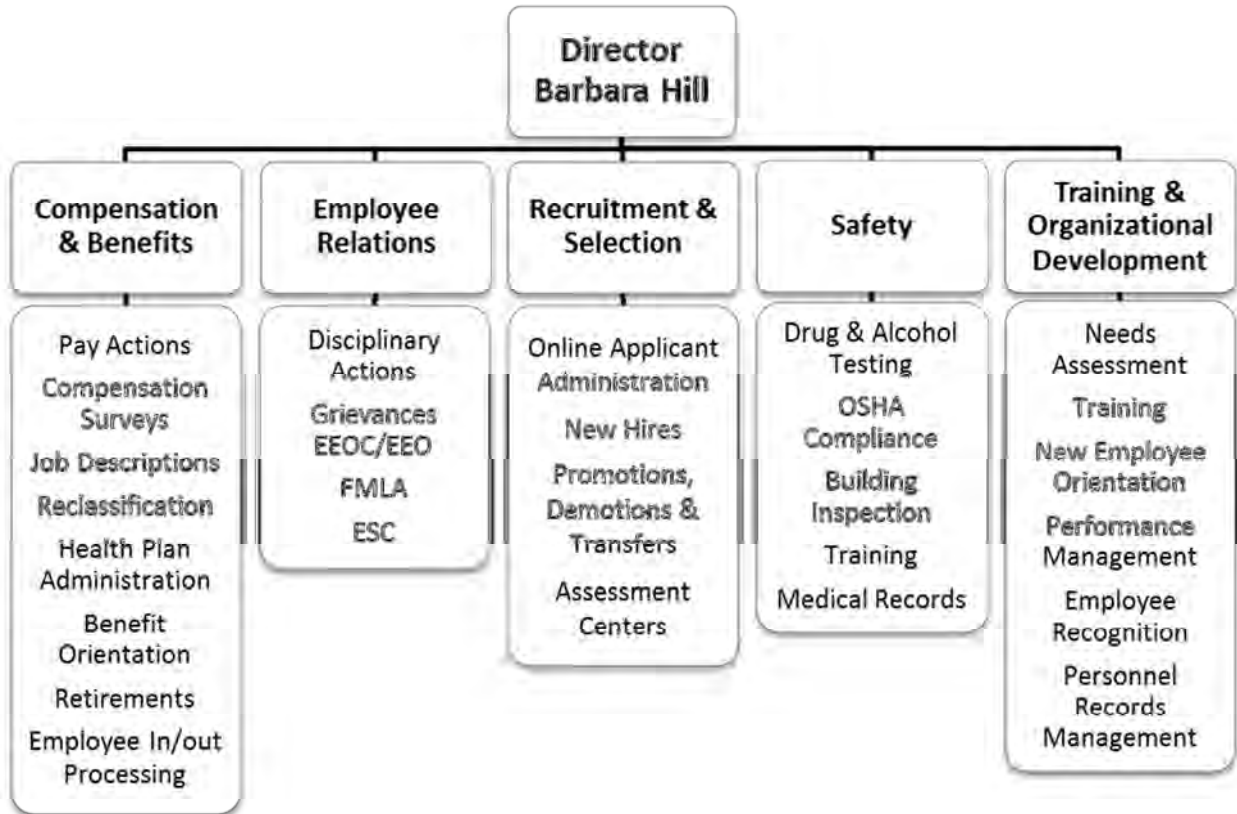 Director
Barbara Hill
Compensation
& Benefits
Pay Actions
Compensation
Surveys
Job Descriptions
Reclassification
Health Plan
Administration
Benefit
Orientation
Retirements
Employee In/out
Processing
Employee
Relations
Disciplinary
Actions
Grievances
EEOC/EEO
FMLA
ESC
Recruitment &
Selection
Online Applicant
Administration
New Hires
Promotions,
Demotions &
Transfers
Assessment
Centers
Safety
Drug & Alcohol
Testing
OSHA
Compliance
Building
Inspection
Training
Medical Records
Training &
Organizational
Development
Needs
Assessment
Training
New Employee
Orientation
Performance
Management
Employee
Recognition
Personnel
Records
Management